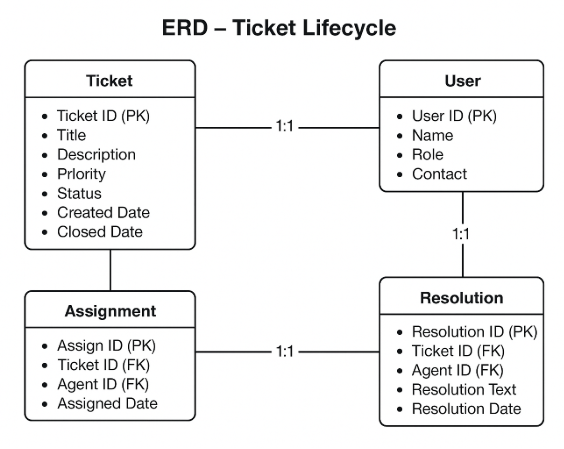 ERD – Ticket Lifecycle
Ticket
• Ticket ID (PK)
• Title
• Description
• Prlority
• Status
• Created Date
• Closed Date
1:1
User
• User ID (PK)
• Name
• Role
• Contact
1:1
Assignment
• Assign ID (PK)
• Ticket ID (FK)
• Agent ID (FK)
• Assigned Date
1:1
Resolution
• Resolution ID (PK)
• Ticket ID (FK)
• Agent ID (FK)
• Resolution Text
• Resolution Date